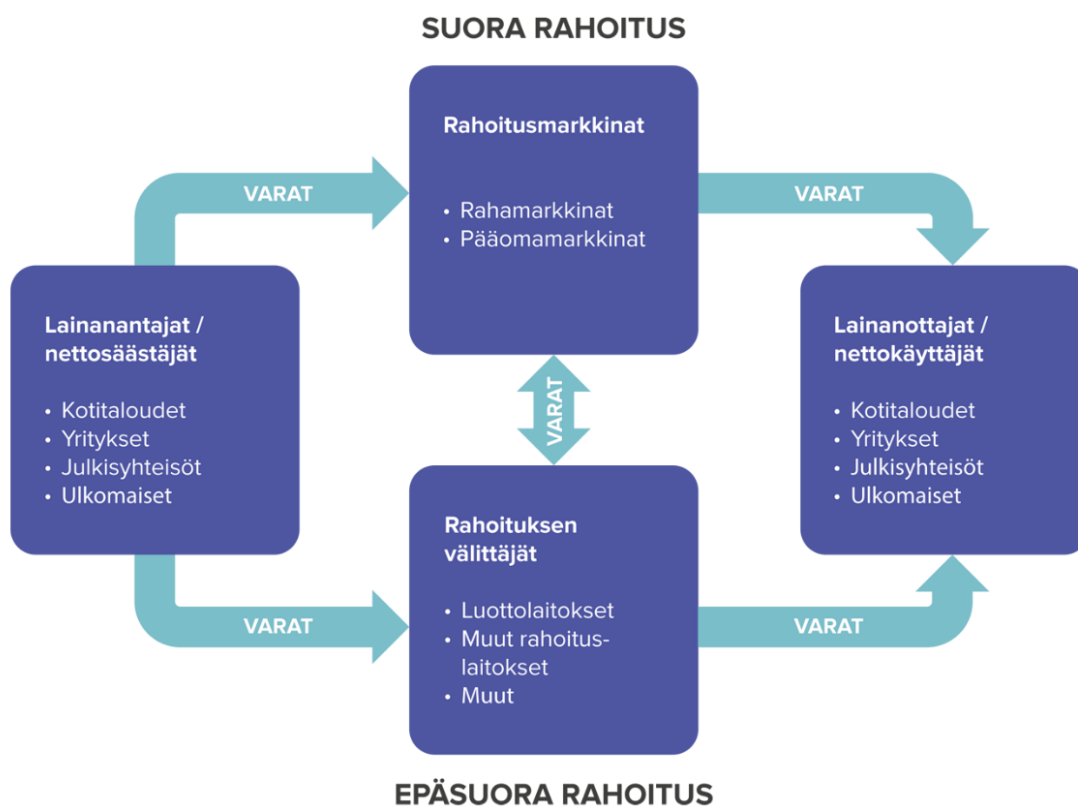 SUORA RAHOITUS
Rahoitusmarkkinat
• Rahamarkkinat
• Pääomamarkkinat
VARAT
VARAT
Lainanantajat /
nettosäästäjät
• Kotitaloudet
• Yritykset
• Julkisyhteisöt
• Ulkomaiset
VARAT
Lainanottajat /
nettokäyttäjät
• Kotitaloudet
• Yritykset
• Julkisyhteisöt
• Ulkomaiset
Rahoituksen
välittäjät
• Luottolaitokset
• Muut rahoitus-
laitokset
• Muut
VARAT
VARAT
EPÄSUORA RAHOITUS